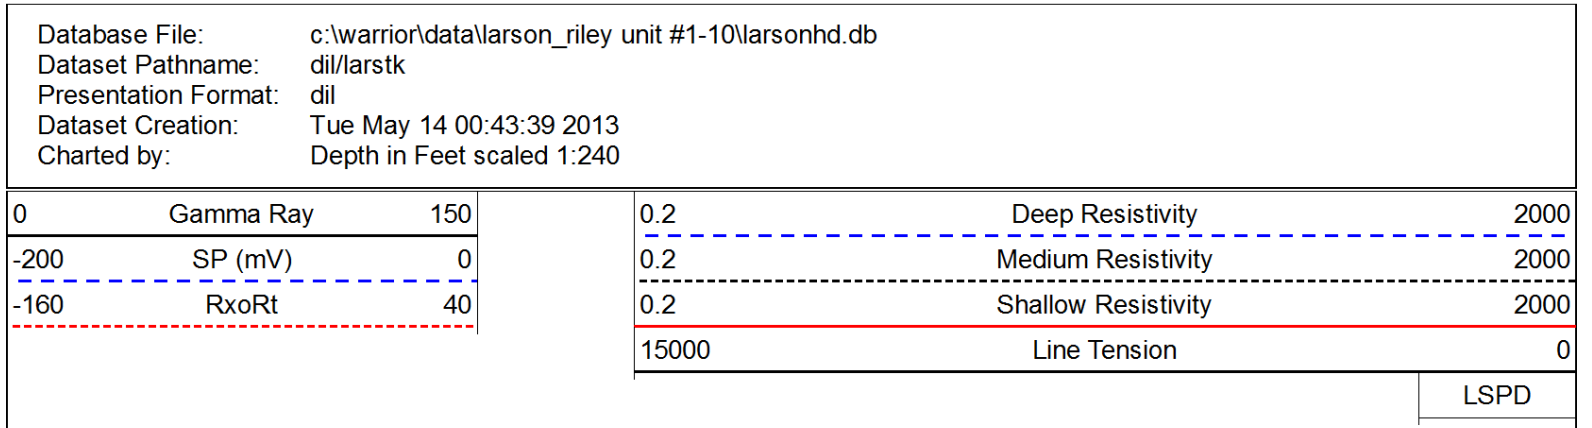 Database File: c:\warrior\data\larson_riley unit #1-10\larsonhd.db
Dataset Pathname: dil/larstk
Presentation Format: dil
Dataset Creation: Tue May 14 00:43:39 2013
Charted by: Depth in Feet scaled 1:240
0 Gamma Ray 150
-200 SP (mV) 0
-160 RxoRt 40
0.2 Deep Resistivity 2000
0.2 Medium Resistivity 2000
0.2 Shallow Resistivity 2000
15000 Line Tension 0
LSPD